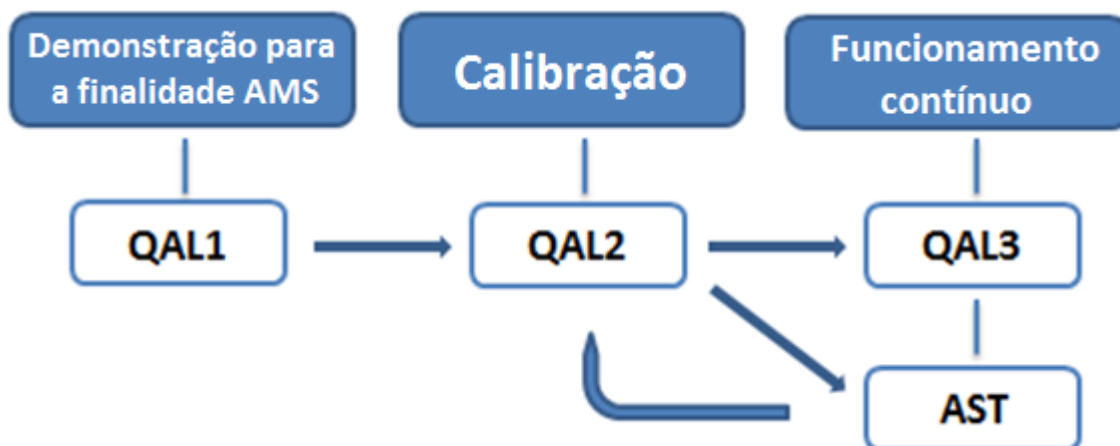 Demonstração para
a finalidade AMS
Calibração
Funcionamento
contínuo
QAL1
QAL2
QAL3
AST